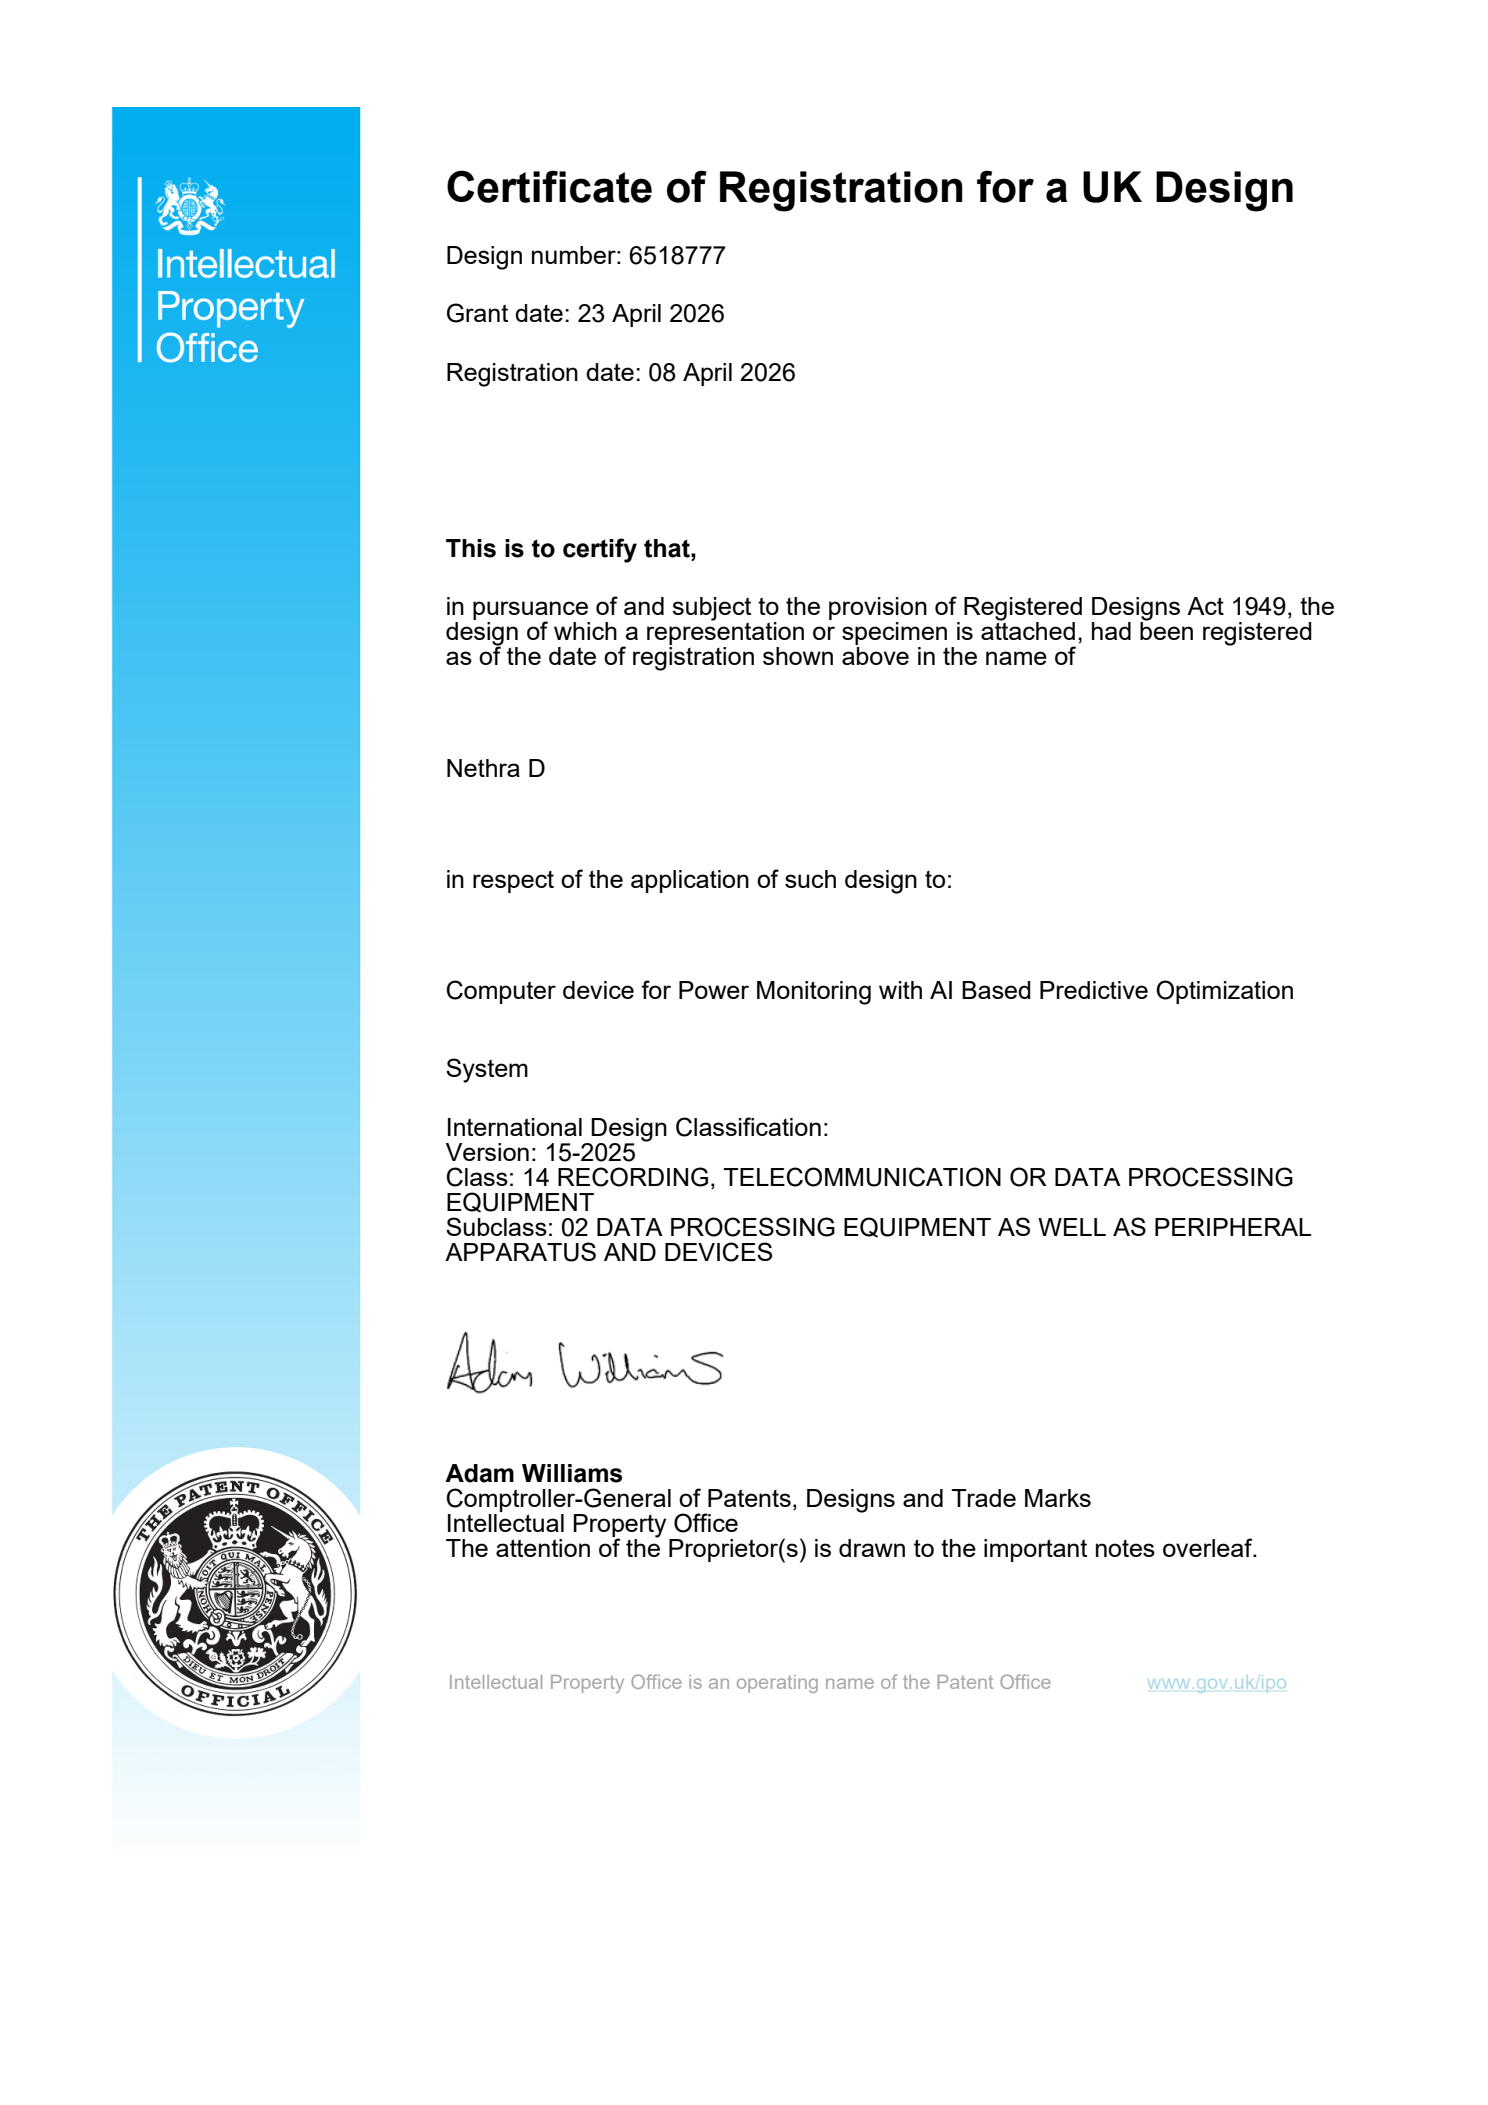 Intellectual
Property
Office
Certificate of Registration for a UK Design
Design number: 6518777
Grant date: 23 April 2026
Registration date: 08 April 2026
This is to certify that,
in pursuance of and subject to the provision of Registered Designs Act 1949, the
design of which a representation or specimen is attached, had been registered
as of the date of registration shown above in the name of
Nethra D
in respect of the application of such design to:
Computer device for Power Monitoring with AI Based Predictive Optimization
System
International Design Classification:
Version: 15-2025
Class: 14 RECORDING, TELECOMMUNICATION OR DATA PROCESSING
EQUIPMENT
Subclass: 02 DATA PROCESSING EQUIPMENT AS WELL AS PERIPHERAL
APPARATUS AND DEVICES
Adam Williams
Adam Williams
Comptroller-General of Patents, Designs and Trade Marks
Intellectual Property Office
The attention of the Proprietor(s) is drawn to the important notes overleaf.
THE PATENT OFFICE
QUI MAL
PENSE
DIEU ET MON DROIT
OFFICIAL
Intellectual Property Office is an operating name of the Patent Office
www.gov.uk/ipo